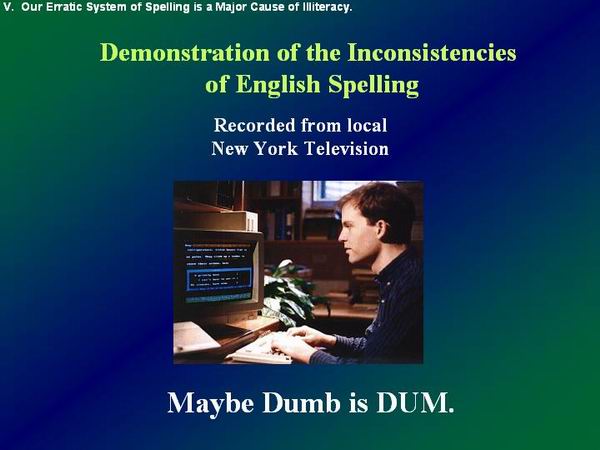 V. Our Erratic System of Spelling is a Major Cause of Illiteracy.
Demonstration of the Inconsistencies
of English Spelling
Recorded from local
New York Television
Maybe Dumb is DUM.